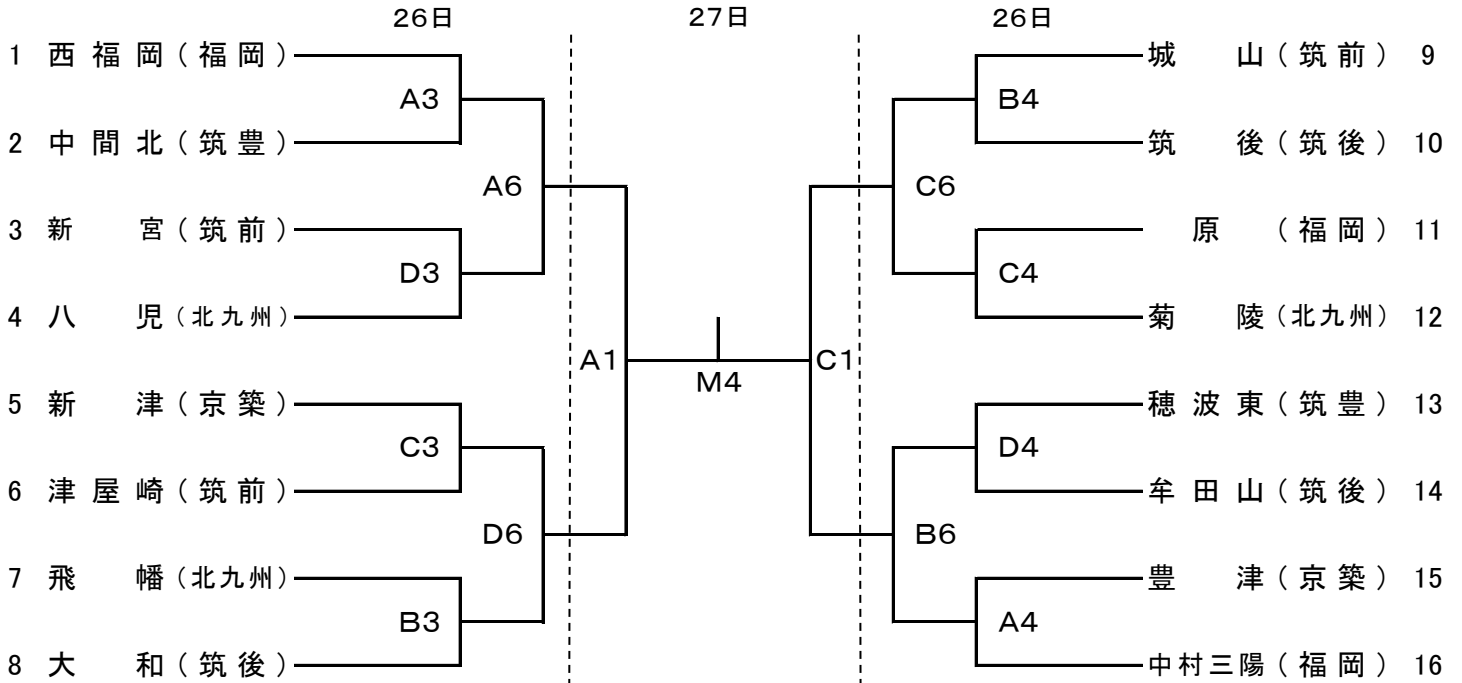 26日 27日 26日
1 西福岡(福岡) 城山(筑前) 9
A3 B4
2 中間北(筑豊) 筑後(筑後) 10
A6 C6
3 新宮(筑前) 原(福岡) 11
D3 C4
4 八児(北九州) 菊陵(北九州) 12
A1 C1
M4
5 新津(京築) 穂波東(筑豊) 13
C3 D4
6 津屋崎(筑前) 牟田山(筑後) 14
D6 B6
7 飛幡(北九州) 豊津(京築) 15
B3 A4
8 大和(筑後) 中村三陽(福岡) 16